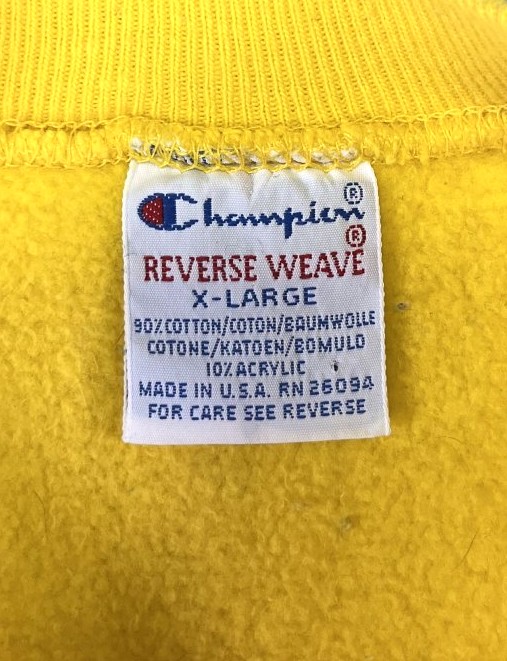 Champion®
REVERSE WEAVE®
X-LARGE
90% COTTON/COTON/BAUMWOLLE
COTONE/KATOEN/BOMULD
10% ACRYLIC
MADE IN U.S.A. RN 26094
FOR CARE SEE REVERSE